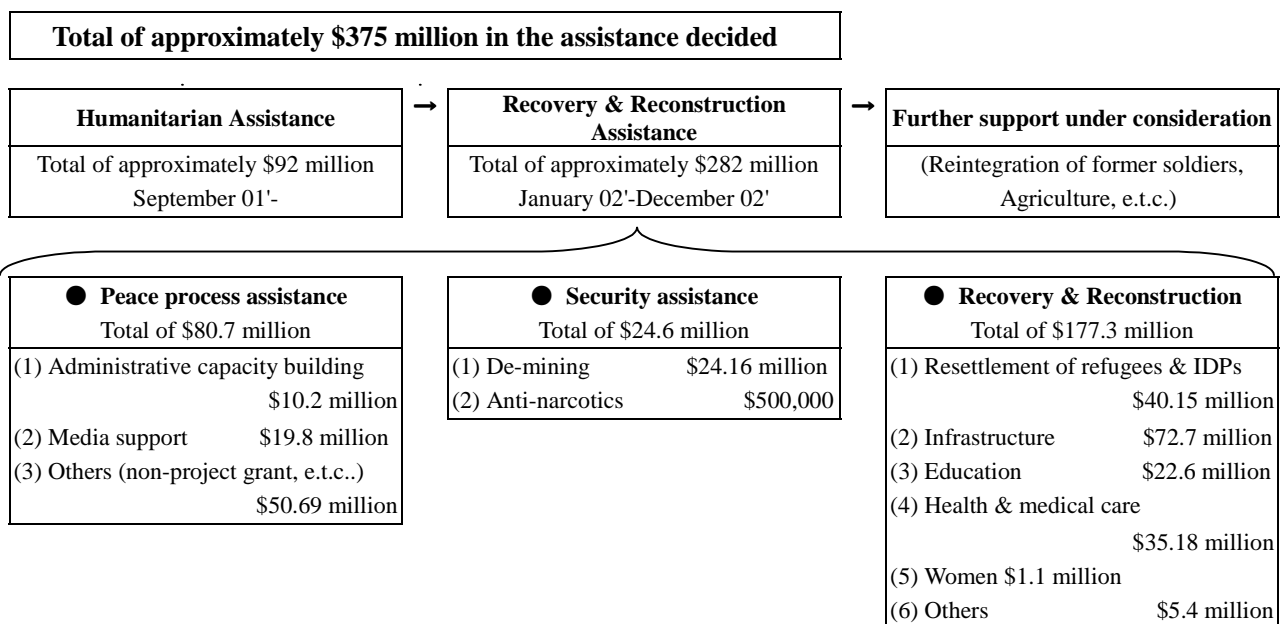 Total of approximately $375 million in the assistance decided
Humanitarian Assistance
Total of approximately $92 million
September 01'-
→
Recovery & Reconstruction
Assistance
Total of approximately $282 million
January 02'-December 02'
→
Further support under consideration
(Reintegration of former soldiers,
Agriculture, e.t.c.)
● Peace process assistance
Total of $80.7 million
(1) Administrative capacity building
$10.2 million
(2) Media support $19.8 million
(3) Others (non-project grant, e.t.c..)
$50.69 million
● Security assistance
Total of $24.6 million
(1) De-mining $24.16 million
(2) Anti-narcotics $500,000
● Recovery & Reconstruction
Total of $177.3 million
(1) Resettlement of refugees & IDPs
$40.15 million
(2) Infrastructure $72.7 million
(3) Education $22.6 million
(4) Health & medical care
$35.18 million
(5) Women $1.1 million
(6) Others $5.4 million